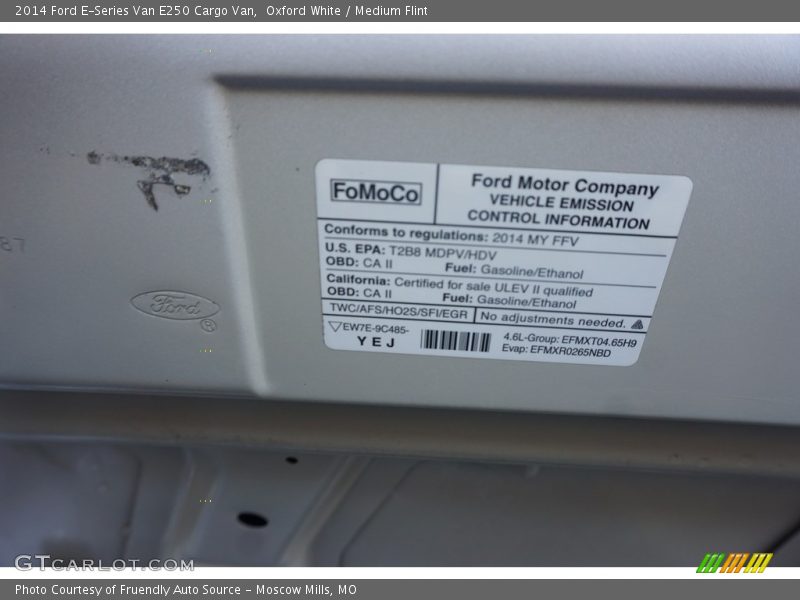 2014 Ford E-Series Van E250 Cargo Van,  Oxford White / Medium Flint
FoMoCo
Ford Motor Company
VEHICLE EMISSION
CONTROL INFORMATION
Conforms to regulations: 2014 MY FFV
U.S. EPA: T2B8 MDPV/HDV
OBD: CA II Fuel: Gasoline/Ethanol
California: Certified for sale ULEV II qualified
OBD: CA II Fuel: Gasoline/Ethanol
TWC/AFS/HO2S/SFI/EGR No adjustments needed.
EW7E-9C485-
YEJ
4.6L-Group: EFMXT04.65H9
Evap: EFMXR0265NBD
87
Ford
®
GTCARLOT.COM
Photo Courtesy of Fruendly Auto Source - Moscow Mills, MO